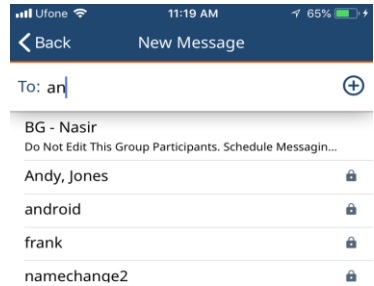 Ufone 11:19 AM 65%
Back New Message
To: an
BG - Nasir
Do Not Edit This Group Participants. Schedule Messagin...
Andy, Jones
android
frank
namechange2